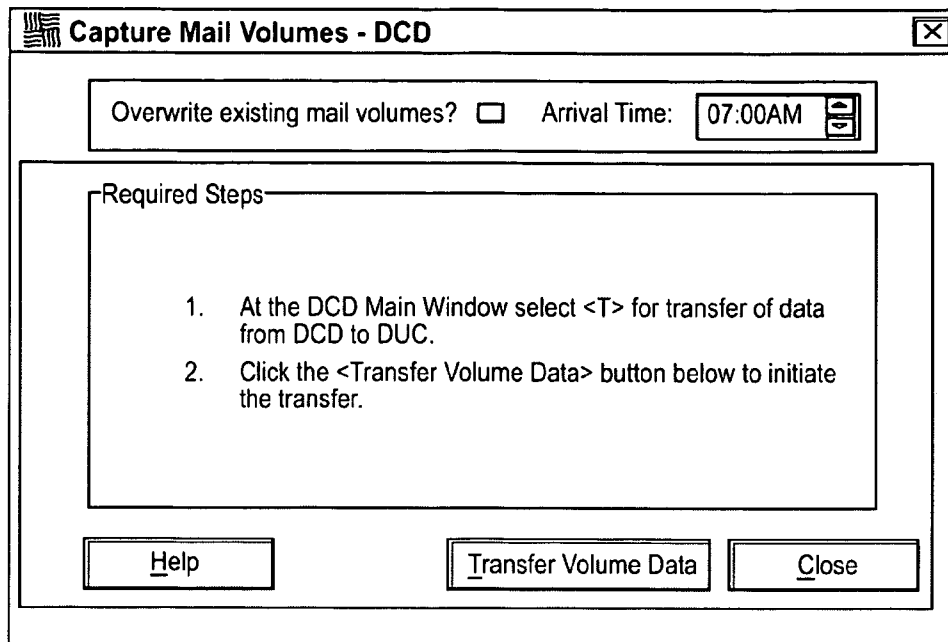 Capture Mail Volumes - DCD
Overwrite existing mail volumes? Arrival Time: 07:00AM
Required Steps
1. At the DCD Main Window select <T> for transfer of data
from DCD to DUC.
2. Click the <Transfer Volume Data> button below to initiate
the transfer.
Help Transfer Volume Data Close